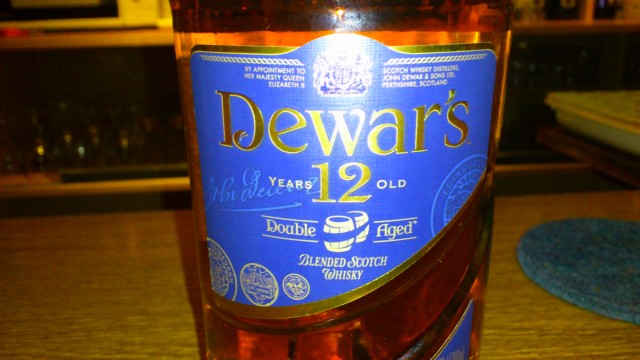 BY APPOINTMENT TO
HER MAJESTY QUEEN
ELIZABETH II
SCOTCH WHISKY DISTILLERS,
JOHN DEWAR & SONS LTD.
PERTHSHIRE, SCOTLAND
Dewar's
YEARS 12 OLD
Double Aged
BLENDED SCOTCH
WHISKY